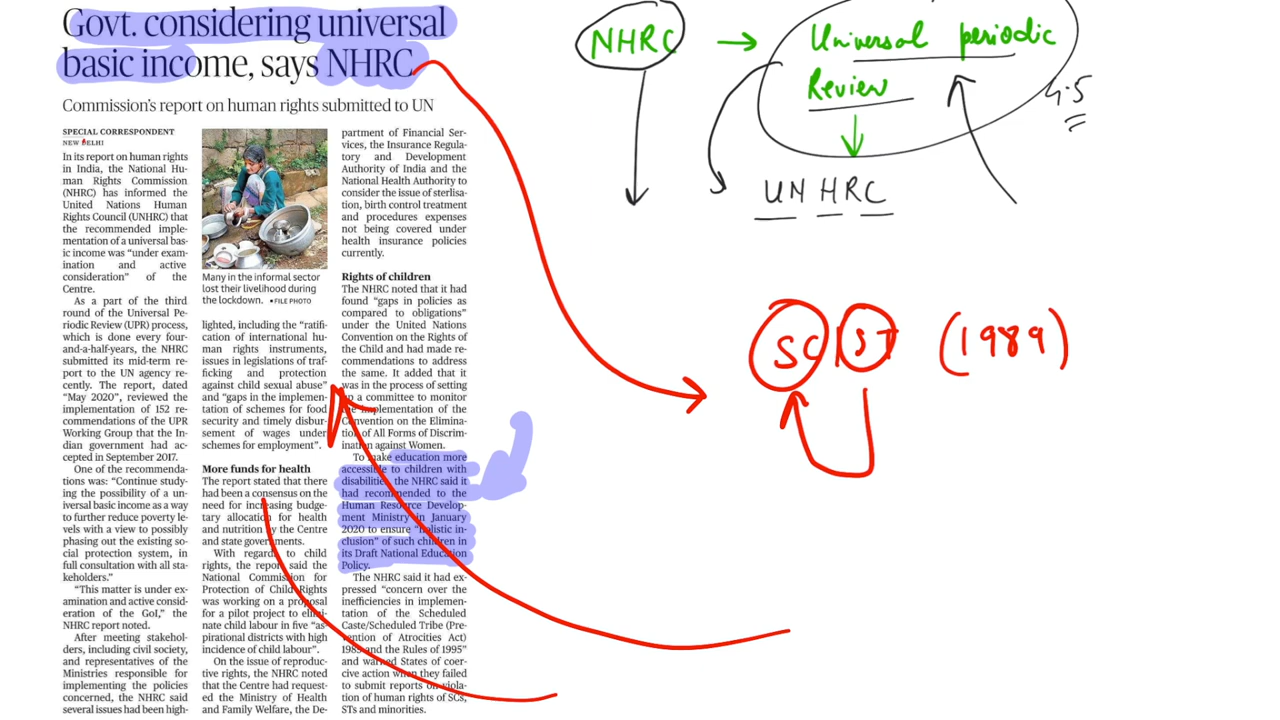 Govt. considering universal
basic income, says NHRC
Commission's report on human rights submitted to UN
SPECIAL CORRESPONDENT
NEW DELHI
In its report on human rights
in India, the National Hu-
man Rights Commission
(NHRC) has informed the
United Nations Human
Rights Council (UNHRC) that
the recommended imple-
mentation of a universal bas-
ic income was "under exam-
ination and active
consideration" of the
Centre.
As a part of the third
round of the Universal Pe-
riodic Review (UPR) process,
which is done every four-
and-a-half-years, the NHRC
submitted its mid-term re-
port to the UN agency re-
cently. The report, dated
"May 2020", reviewed the
implementation of 152 re-
commendations of the UPR
Working Group that the In-
dian government had ac-
cepted in September 2017.
One of the recommenda-
tions was: "Continue study-
ing the possibility of a un-
iversal basic income as a way
to further reduce poverty le-
vels with a view to possibly
phasing out the existing so-
cial protection system, in
full consultation with all sta-
keholders."
"This matter is under ex-
amination and active consid-
eration of the GoI," the
NHRC report noted.
After meeting stakehol-
ders, including civil society,
and representatives of the
Ministries responsible for
implementing the policies
concerned, the NHRC said
several issues had been high-
Many in the informal sector
lost their livelihood during
the lockdown. ▪FILE PHOTO
lighted, including the "ratifi-
cation of international hu-
man rights instruments,
issues in legislations of traf-
ficking and protection
against child sexual abuse"
and "gaps in the implemen-
tation of schemes for food
security and timely disbur-
sement of wages under
schemes for employment".
More funds for health
The report stated that there
had been a consensus on the
need for increasing budge-
tary allocation for health
and nutrition by the Centre
and state governments.
With regards to child
rights, the report said the
National Commission for
Protection of Child Rights
was working on a proposal
for a pilot project to elimi-
nate child labour in five "as-
pirational districts with high
incidence of child labour".
On the issue of reproduc-
tive rights, the NHRC noted
that the Centre had request-
ed the Ministry of Health
and Family Welfare, the De-
partment of Financial Ser-
vices, the Insurance Regula-
tory and Development
Authority of India and the
National Health Authority to
consider the issue of sterlisa-
tion, birth control treatment
and procedures expenses
not being covered under
health insurance policies
currently.
Rights of children
The NHRC noted that it had
found "gaps in policies as
compared to obligations"
under the United Nations
Convention on the Rights of
the Child and had made re-
commendations to address
the same. It added that it
was in the process of setting
up a committee to monitor
the implementation of the
Convention on the Elimina-
tion of All Forms of Discrim-
ination against Women.
To make education more
accessible to children with
disabilities, the NHRC said it
had recommended to the
Human Resource Develop-
ment Ministry in January
2020 to ensure "holistic in-
clusion" of such children in
its Draft National Education
Policy.
The NHRC said it had ex-
pressed "concern over the
inefficiencies in implemen-
tation of the Scheduled
Caste/Scheduled Tribe (Pre-
vention of Atrocities Act)
and the Rules of 1995"
and warned States of coer-
cive action when they failed
to submit reports on viola-
tion of human rights of SCs,
STs and minorities.
NHRC → Universal periodic
Review
4.5
UNHRC
SC/ST (1989)